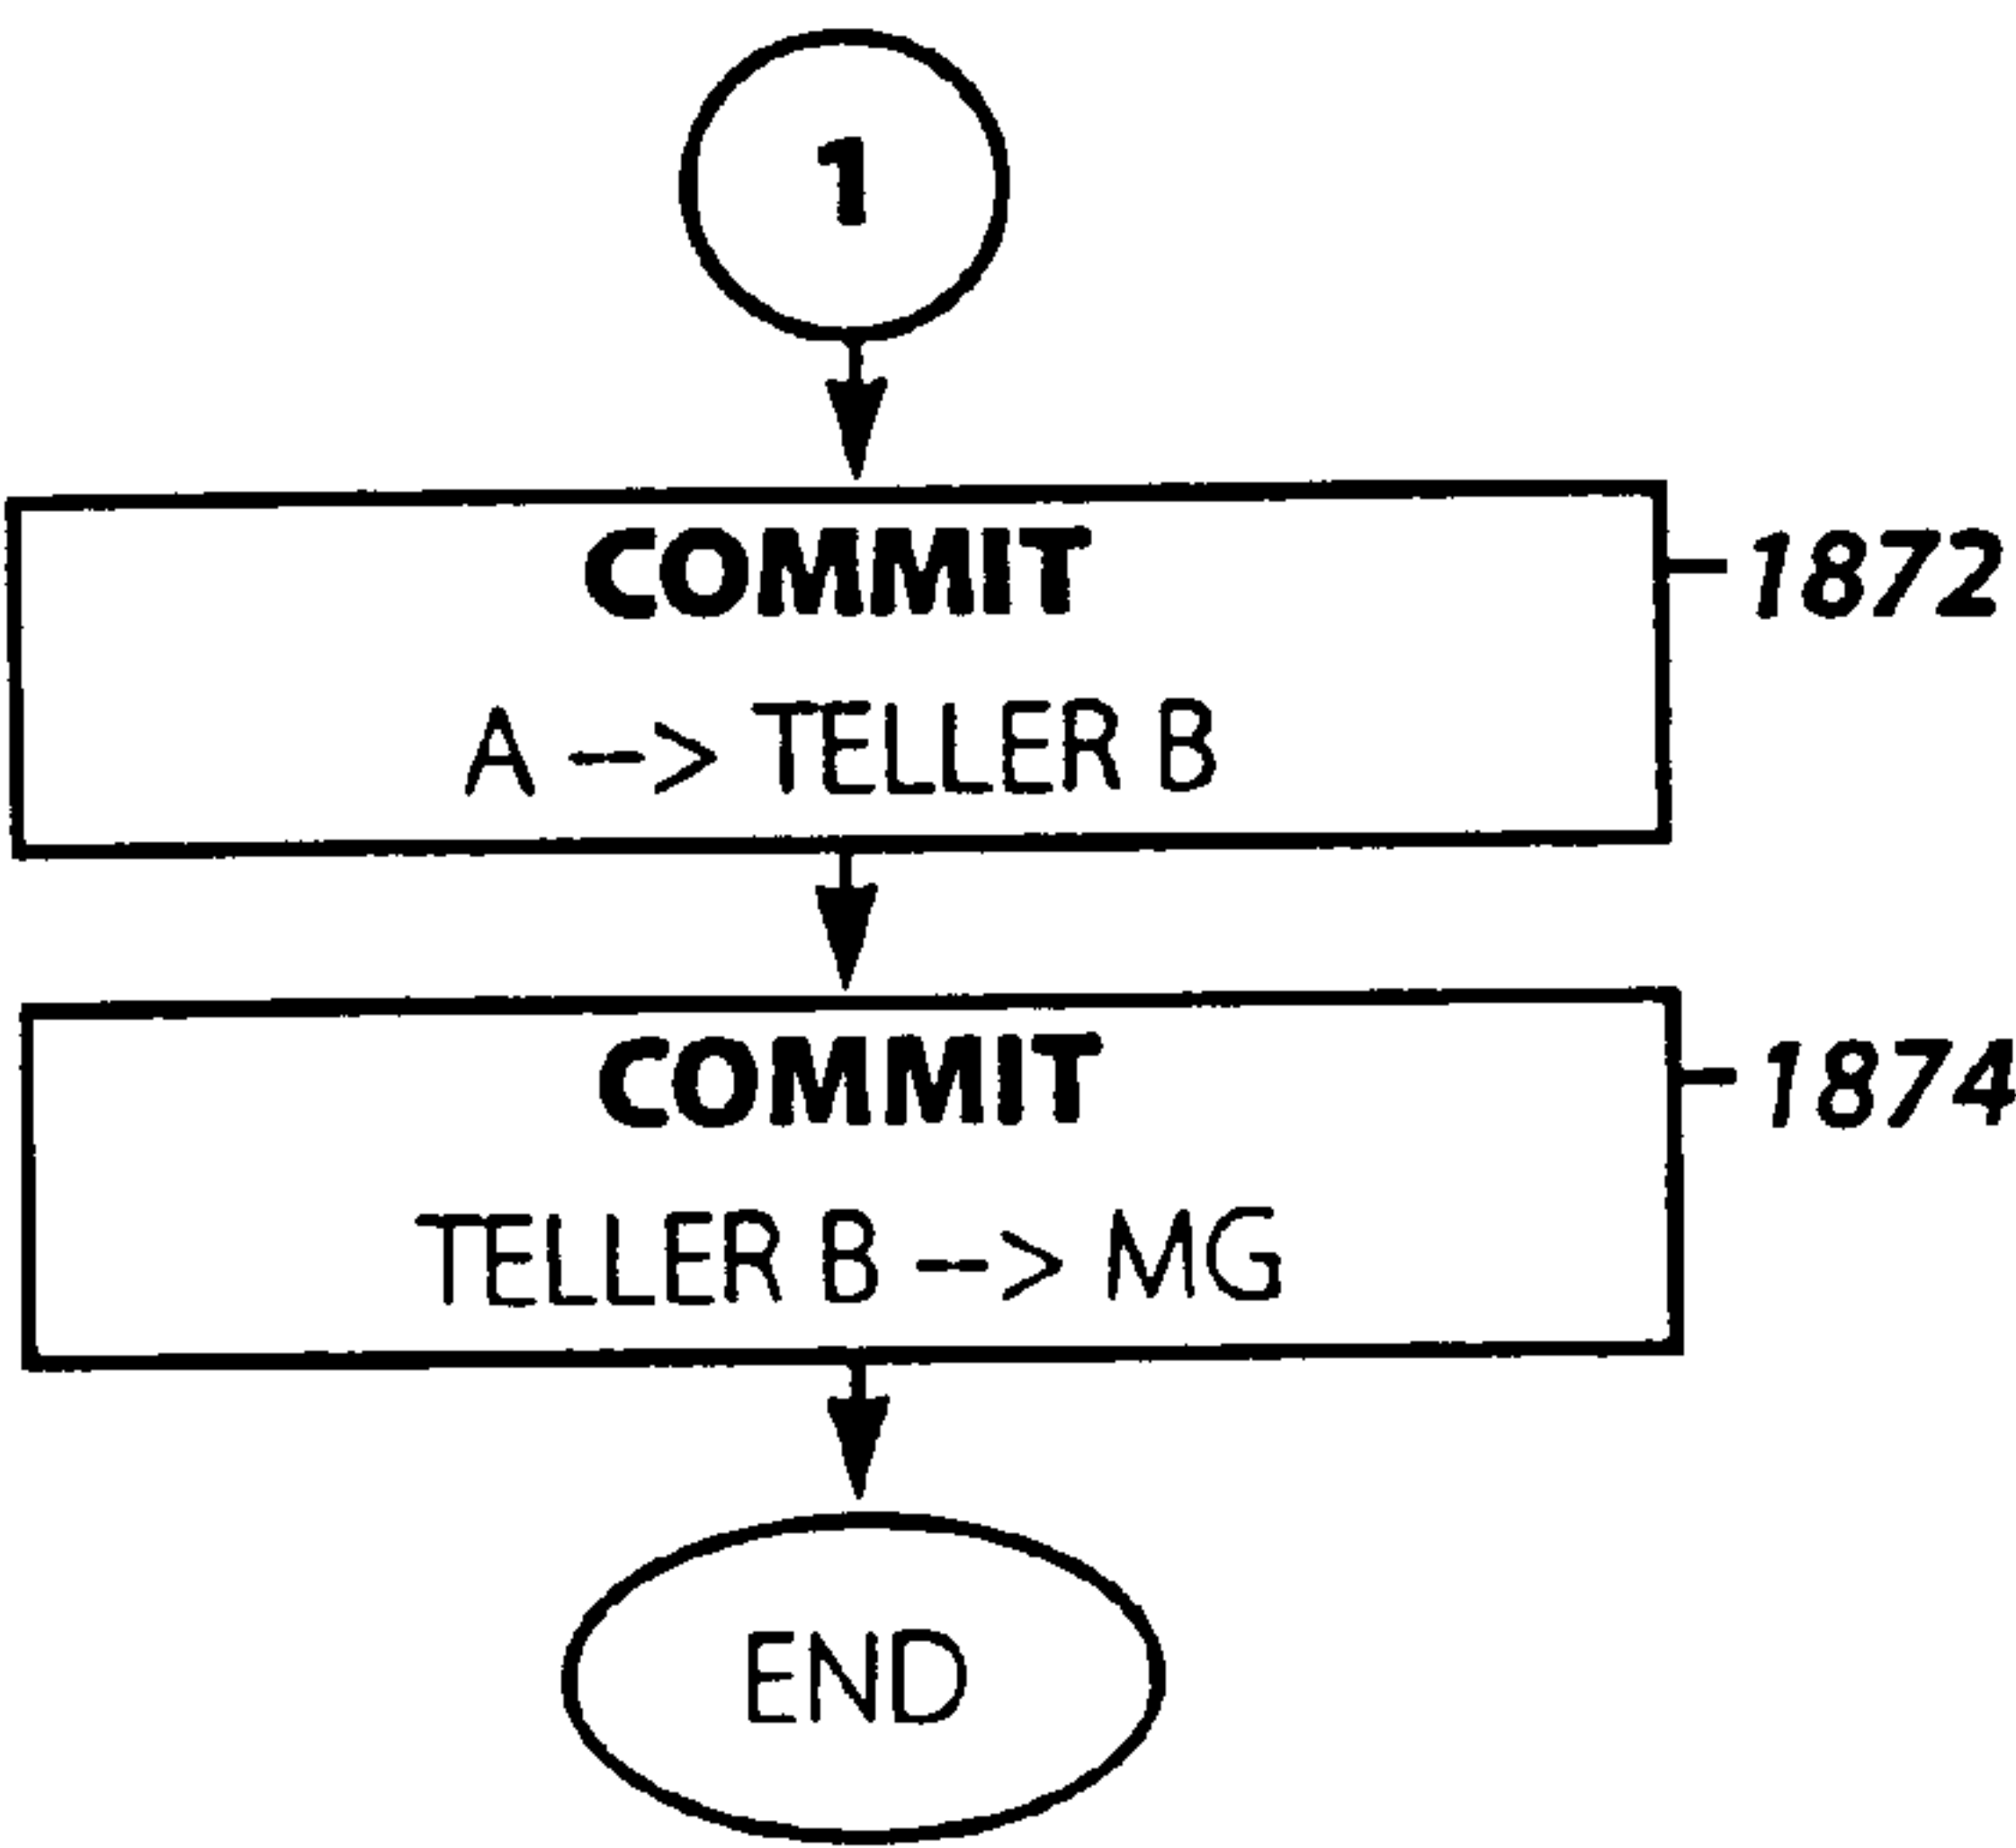 1
COMMIT
1872
A --> TELLER B
COMMIT
1874
TELLER B --> MG
END